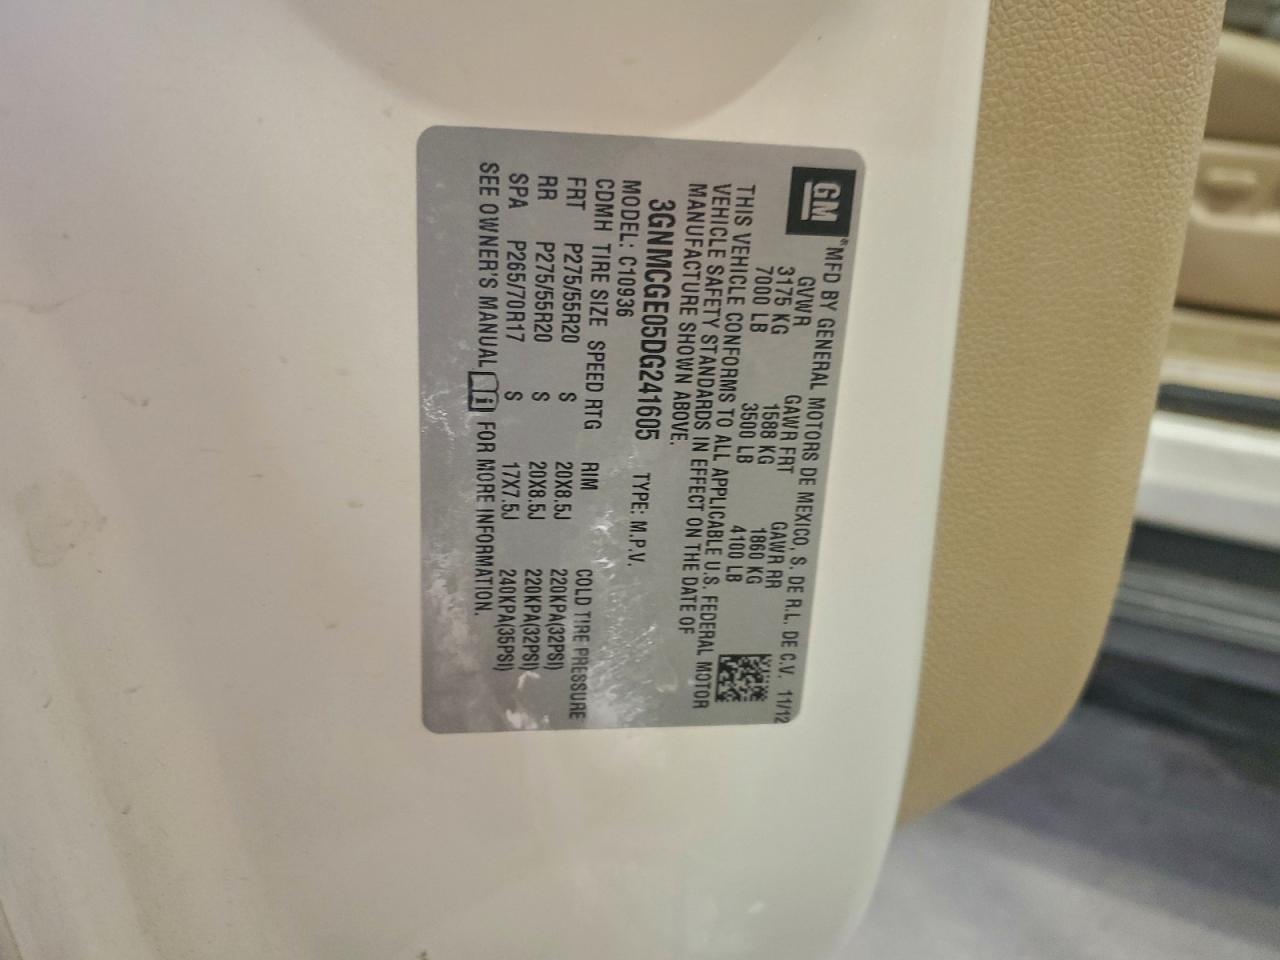 GM ® MFD BY GENERAL MOTORS DE MEXICO, S. DE R.L. DE C.V. 11/12
GVWR GAWR FRT GAWR RR
3175 KG 1588 KG 1860 KG
7000 LB 3500 LB 4100 LB
THIS VEHICLE CONFORMS TO ALL APPLICABLE U.S. FEDERAL MOTOR
VEHICLE SAFETY STANDARDS IN EFFECT ON THE DATE OF
MANUFACTURE SHOWN ABOVE.
3GNMCGE05DG241605 TYPE: M.P.V.
MODEL: C10936
CDMH TIRE SIZE SPEED RTG RIM COLD TIRE PRESSURE
FRT P275/55R20 S 20X8.5J 220KPA(32PSI)
RR P275/55R20 S 20X8.5J 220KPA(32PSI)
SPA P265/70R17 S 17X7.5J 240KPA(35PSI)
SEE OWNER'S MANUAL i FOR MORE INFORMATION.